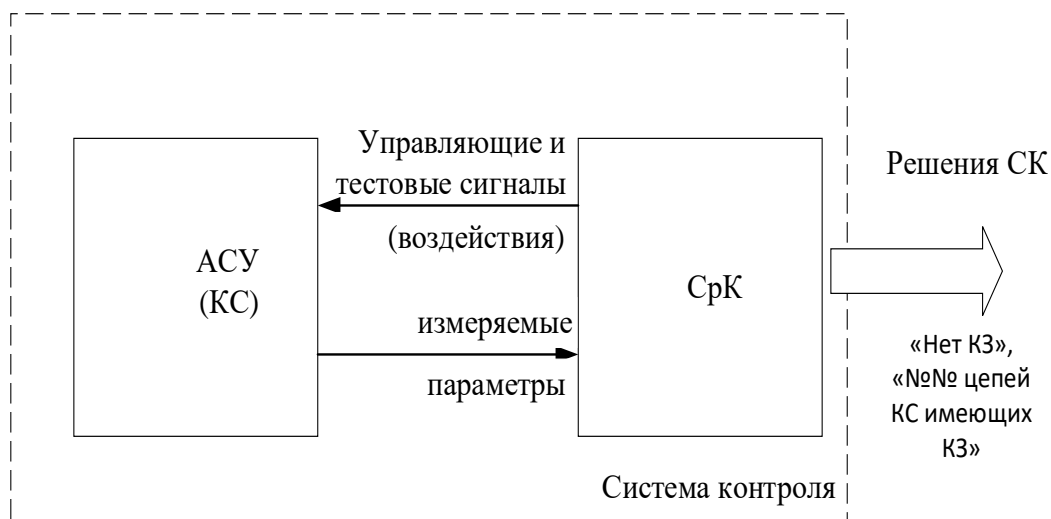 Управляющие и
тестовые сигналы
(воздействия)
АСУ
(КС)
измеряемые
параметры
СрК
Решения СК
«Нет КЗ»,
«№№ цепей
КС имеющих
КЗ»
Система контроля